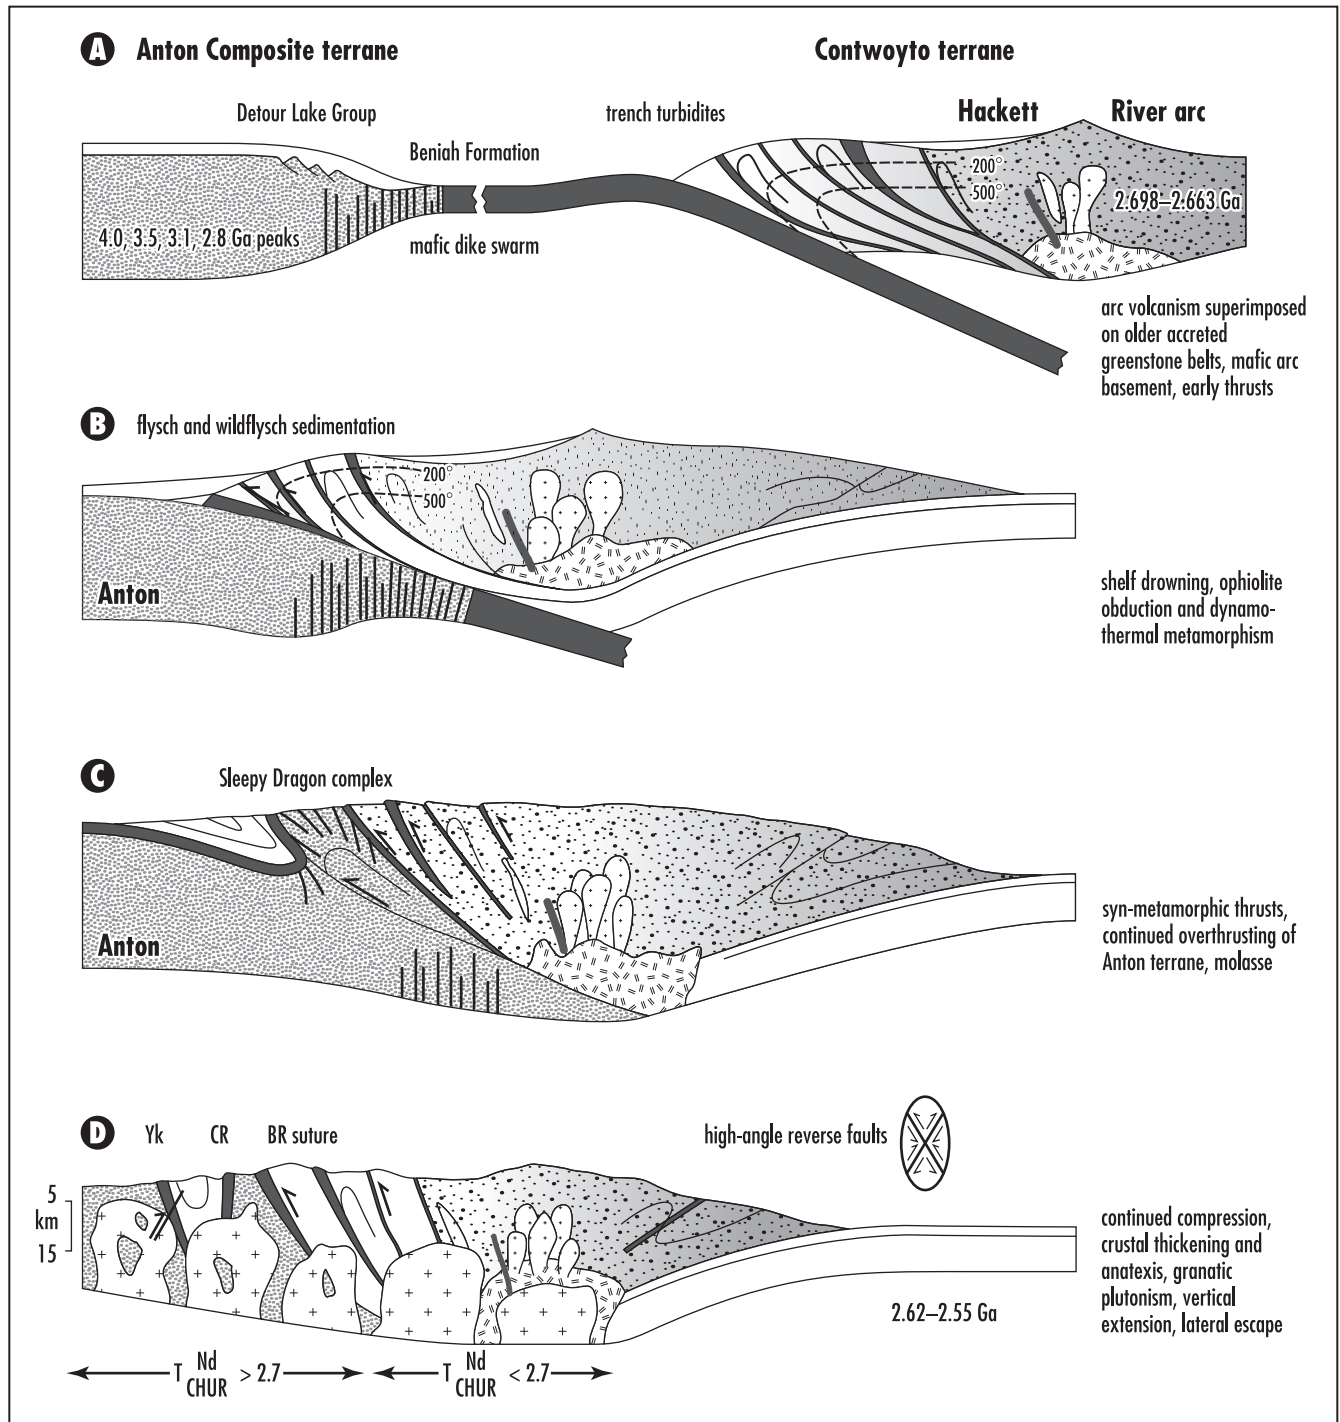 A Anton Composite terrane
Contwoyto terrane
Detour Lake Group
trench turbidites
Hackett River arc
Beniah Formation
200°
500°
4.0, 3.5, 3.1, 2.8 Ga peaks
mafic dike swarm
2.698–2.663 Ga
arc volcanism superimposed
on older accreted
greenstone belts, mafic arc
basement, early thrusts
B flysch and wildflysch sedimentation
200°
500°
Anton
shelf drowning, ophiolite
obduction and dynamo-
thermal metamorphism
C Sleepy Dragon complex
Anton
syn-metamorphic thrusts,
continued overthrusting of
Anton terrane, molasse
D Yk CR BR suture
high-angle reverse faults
5
km
15
continued compression,
crustal thickening and
anatexis, granatic
plutonism, vertical
extension, lateral escape
2.62–2.55 Ga
T Nd CHUR > 2.7
T Nd CHUR < 2.7